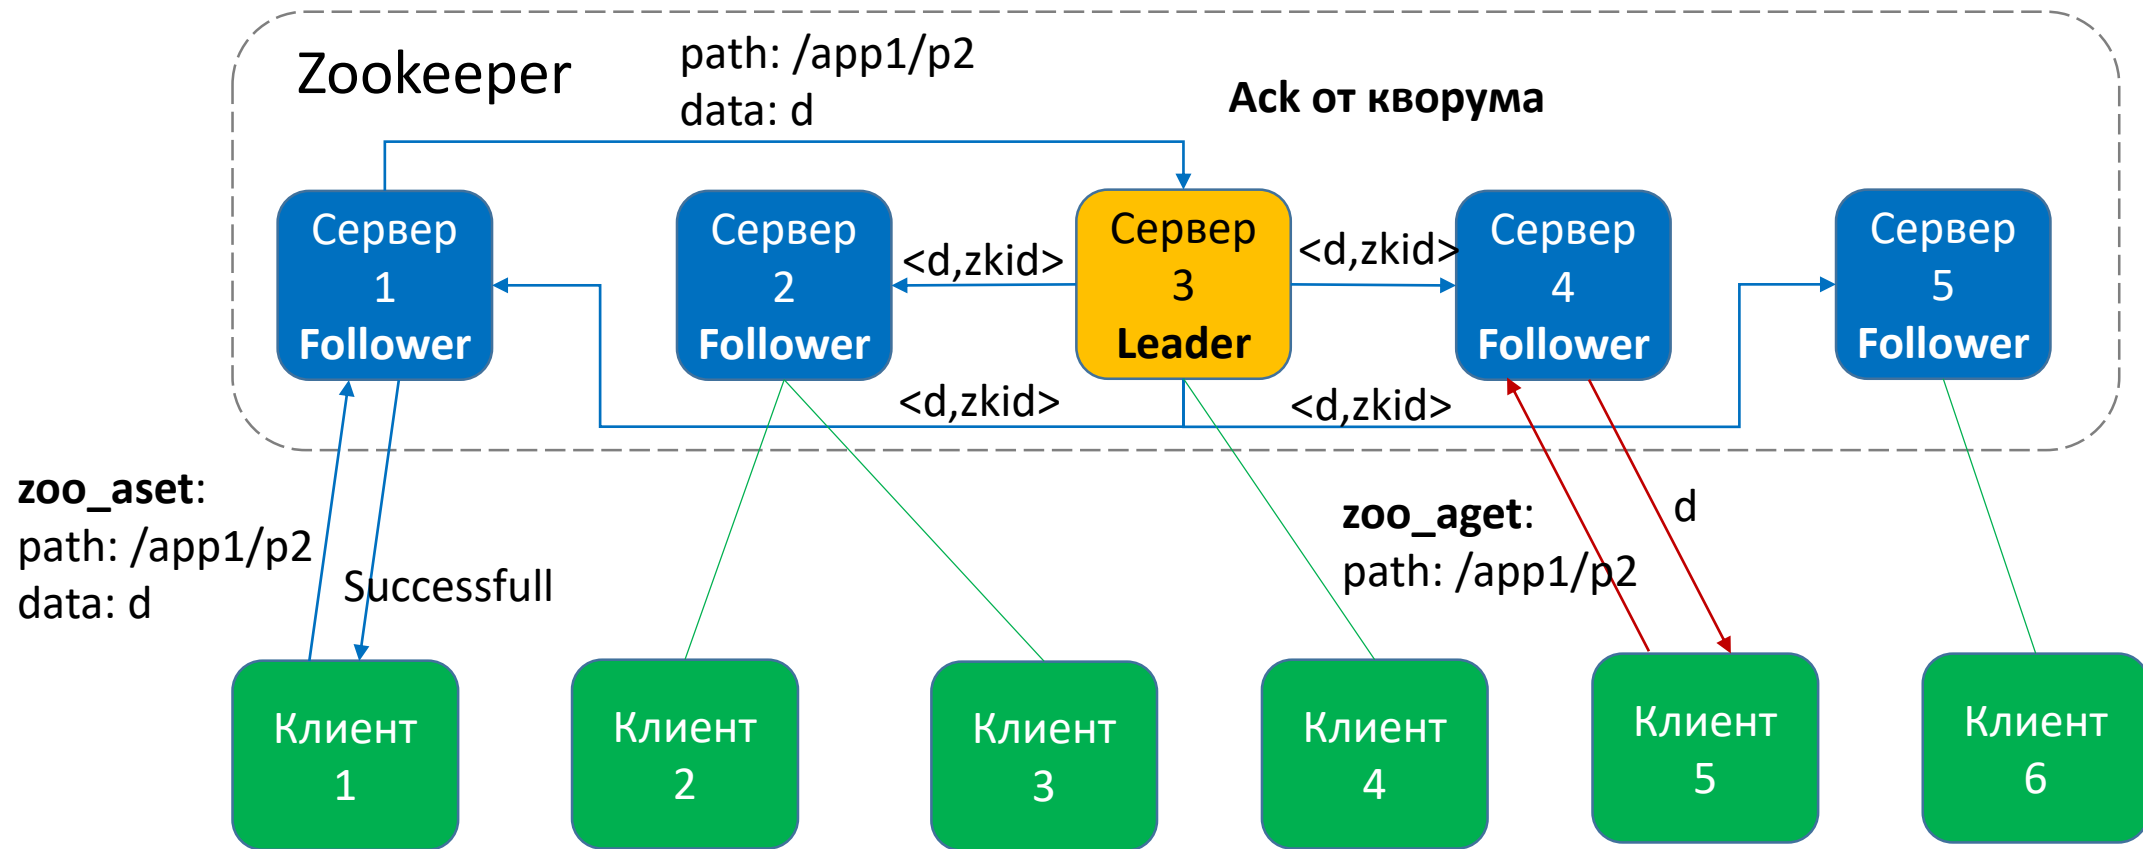 Zookeeper
path: /app1/p2
data: d
Ack от кворума
Сервер
1
Follower
Сервер
2
Follower
<d,zkid>
Сервер
3
Leader
<d,zkid>
Сервер
4
Follower
Сервер
5
Follower
<d,zkid>
<d,zkid>
zoo_aset:
path: /app1/p2
data: d
Successfull
zoo_aget:
path: /app1/p2
d
Клиент
1
Клиент
2
Клиент
3
Клиент
4
Клиент
5
Клиент
6